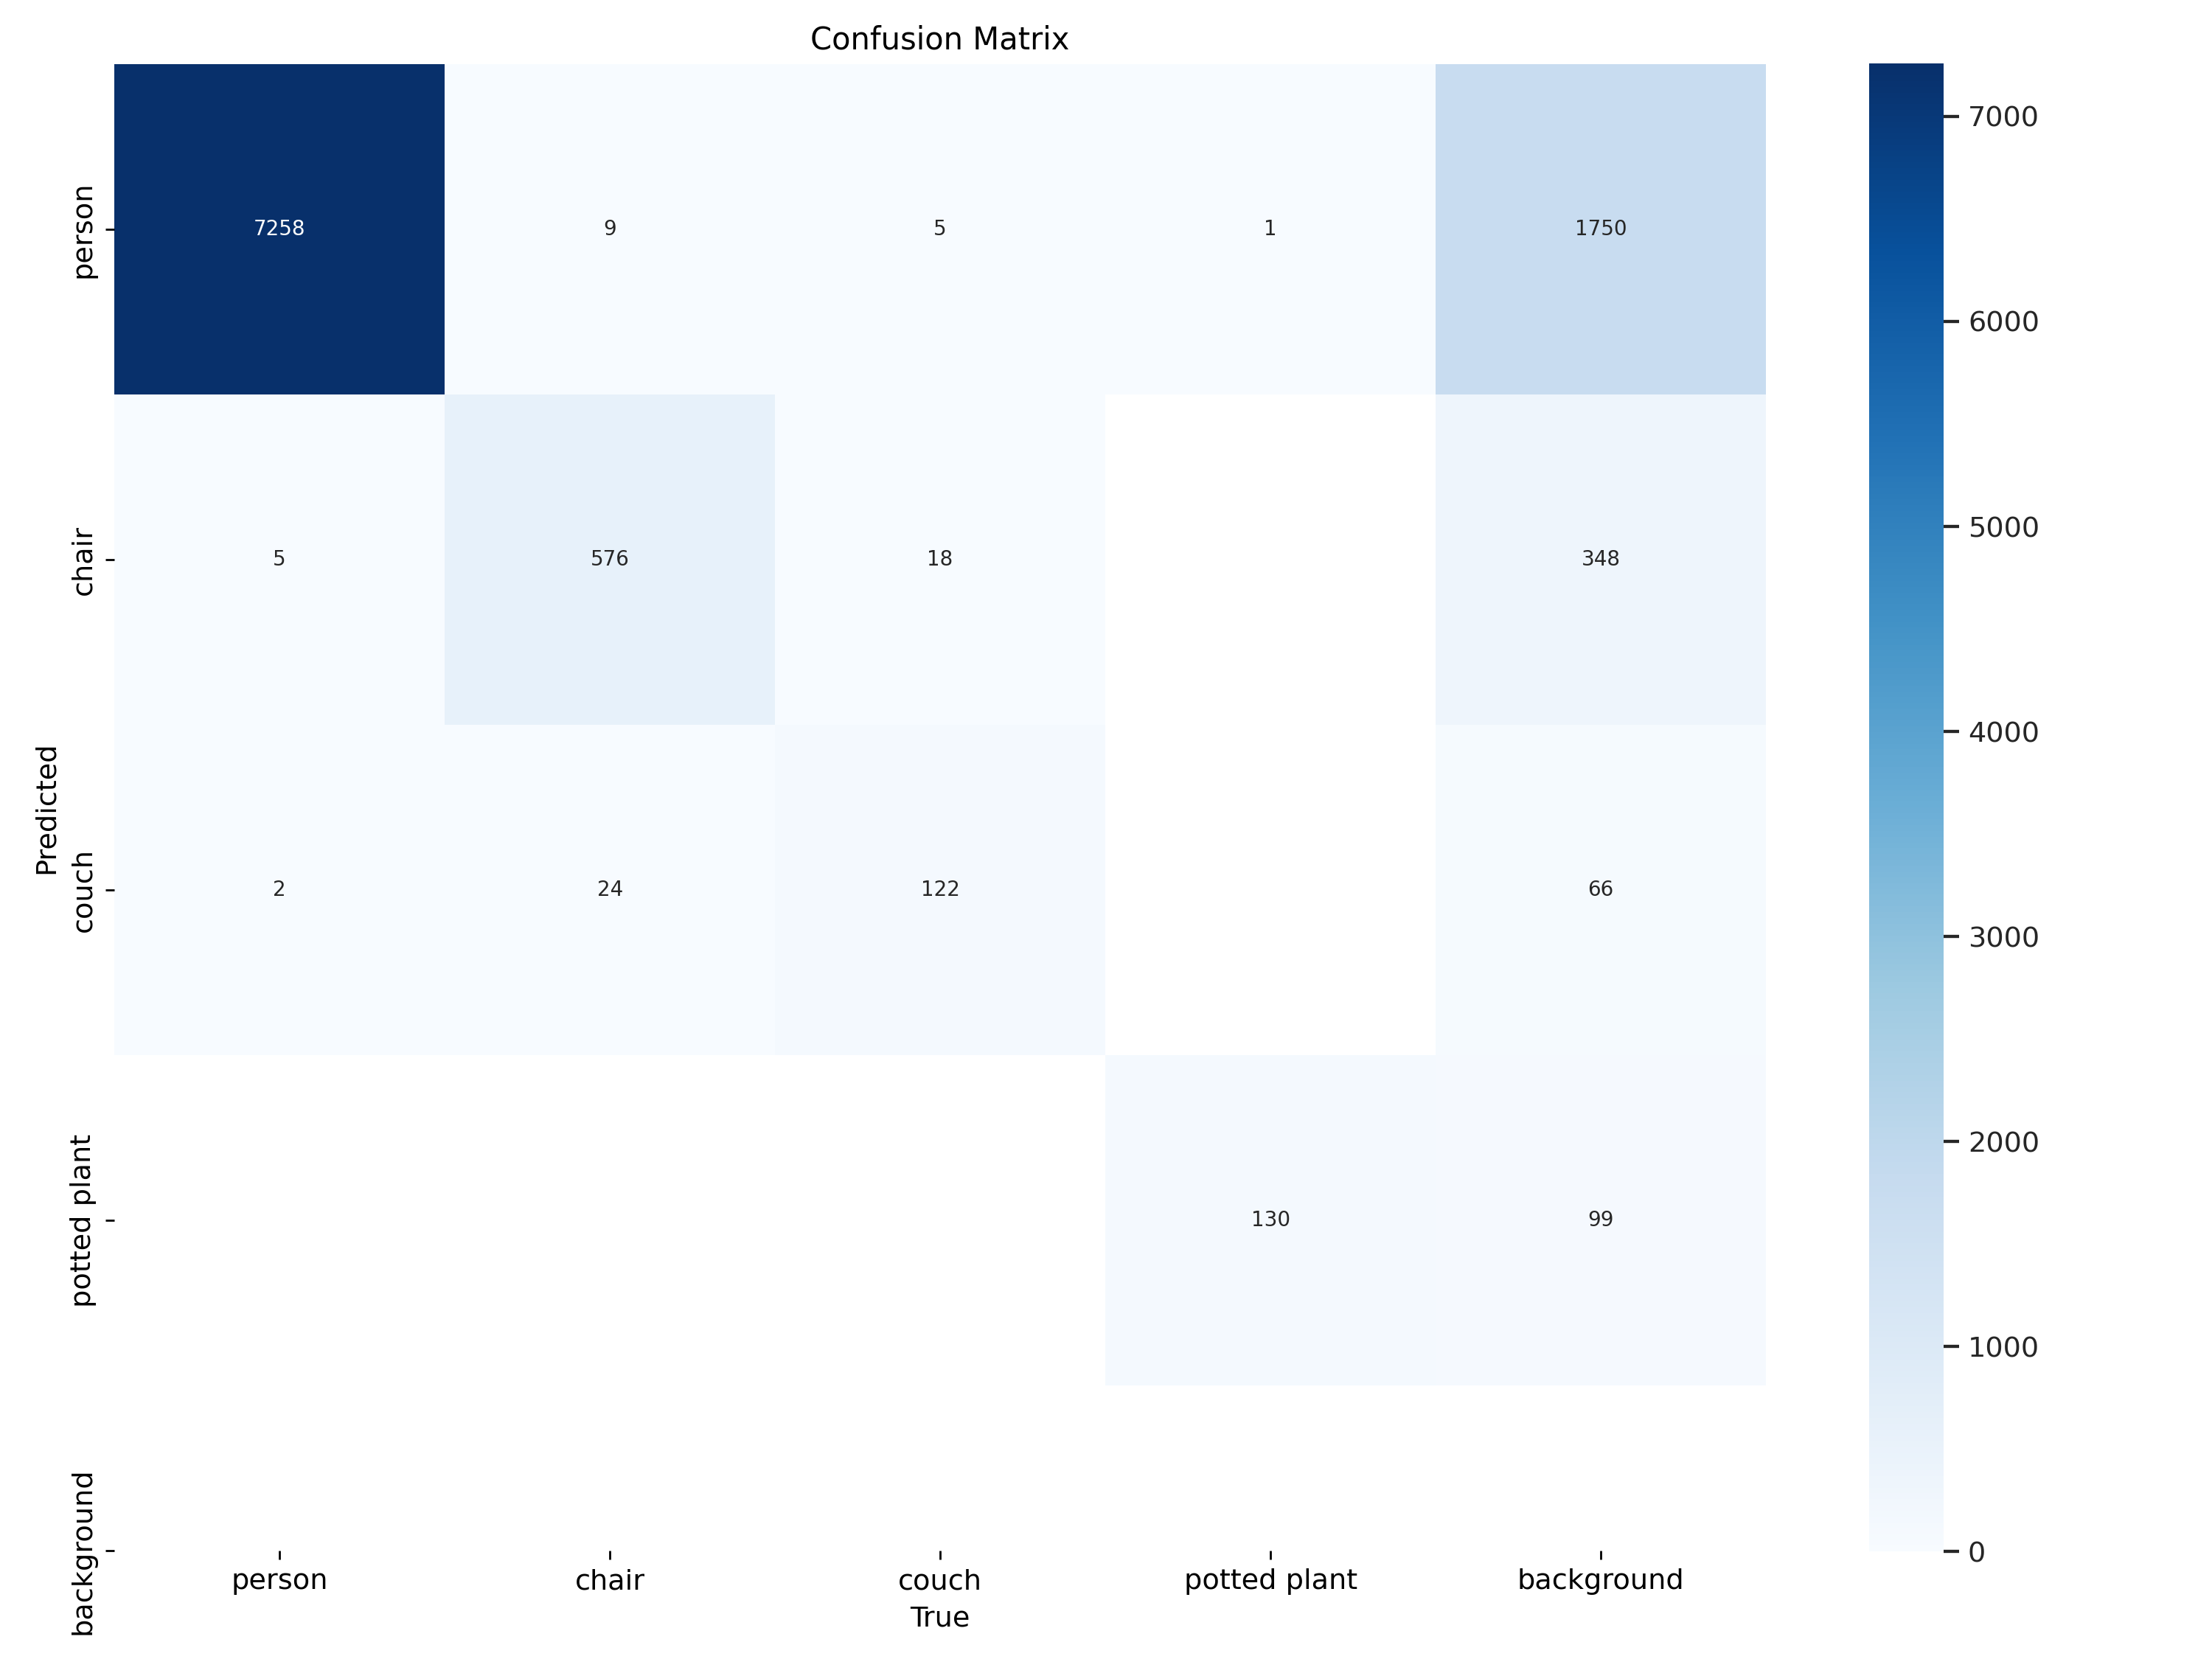 Confusion Matrix
person
7258
9
5
1
1750
chair
5
576
18
348
couch
2
24
122
66
potted plant
130
99
background
Predicted
person
chair
couch
potted plant
background
True
7000
6000
5000
4000
3000
2000
1000
0